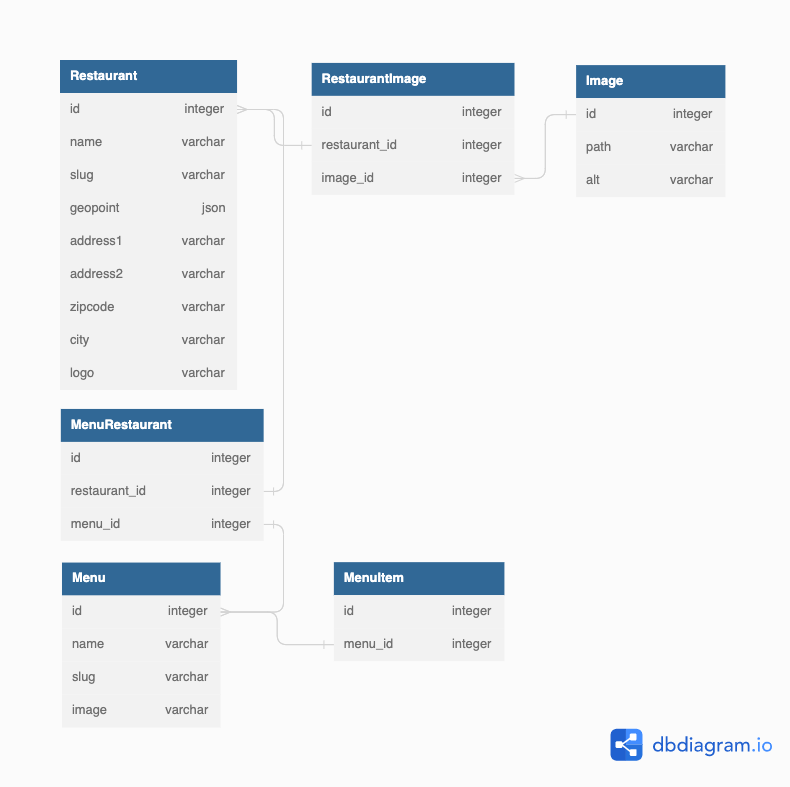 Restaurant
id integer
name varchar
slug varchar
geopoint json
address1 varchar
address2 varchar
zipcode varchar
city varchar
logo varchar
RestaurantImage
id integer
restaurant_id integer
image_id integer
Image
id integer
path varchar
alt varchar
MenuRestaurant
id integer
restaurant_id integer
menu_id integer
Menu
id integer
name varchar
slug varchar
image varchar
MenuItem
id integer
menu_id integer
dbdiagram.io